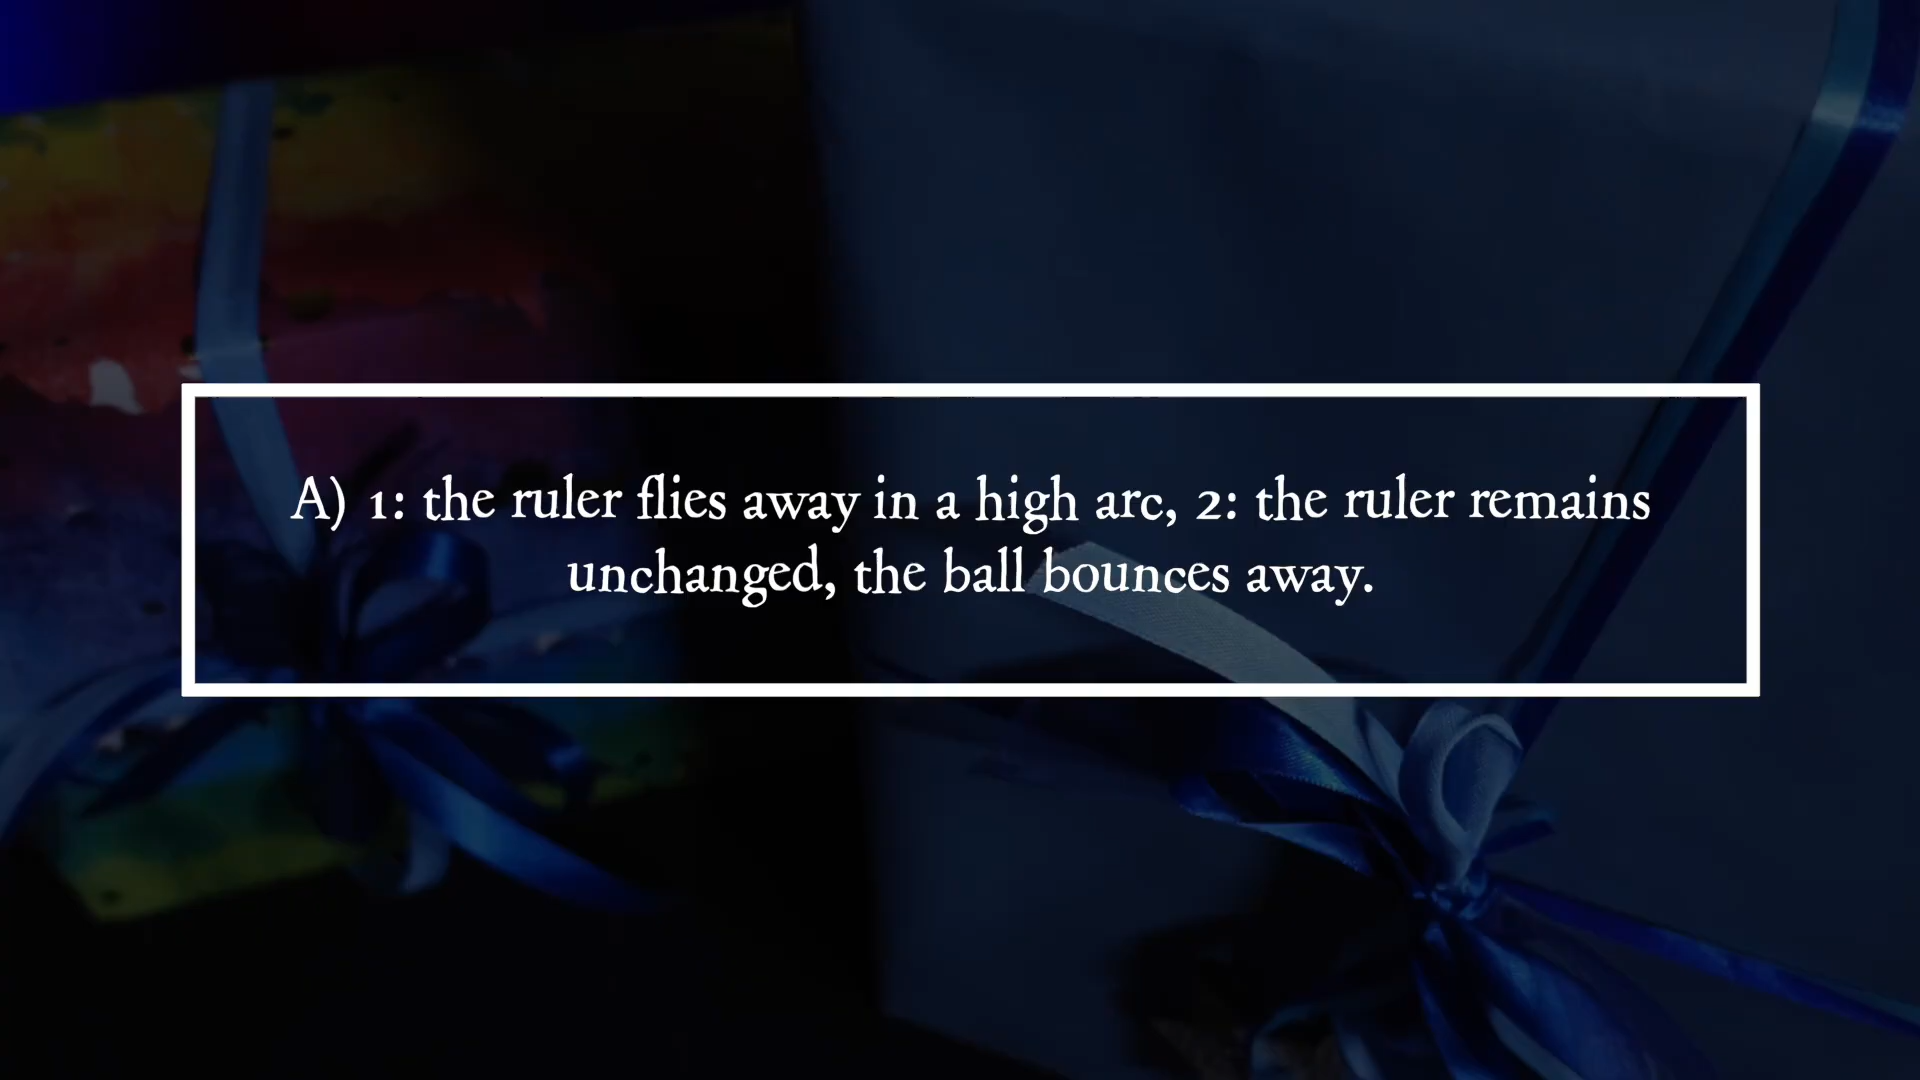 A) 1: the ruler flies away in a high arc, 2: the ruler remains
unchanged, the ball bounces away.